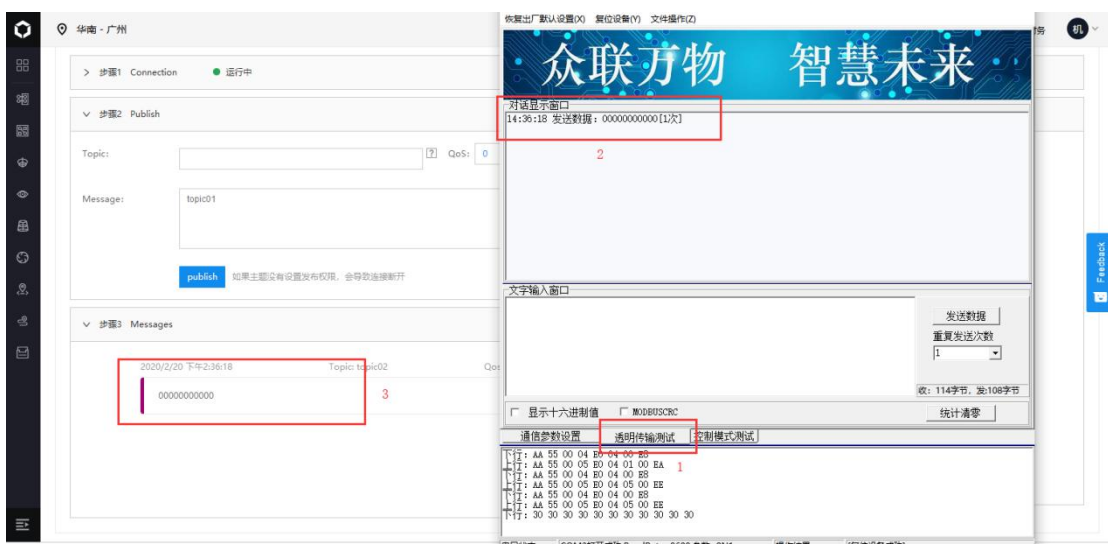 华南 - 广州
步骤1 Connection
运行中
步骤2 Publish
Topic:
?
QoS: 0
Message:
topic01
publish
如果主题没有设置发布权限，会导致连接断开
步骤3 Messages
2020/2/20 下午2:36:18
Topic: topic02
00000000000
3
恢复出厂默认设置(X) 复位设备(Y) 文件操作(Z)
众联万物 智慧未来
对话显示窗口
14:36:18 发送数据: 00000000000[1次]
2
文字输入窗口
发送数据
重复发送次数
1
收: 114字节, 发:108字节
显示十六进制值
MODBUSCRC
统计清零
通信参数设置
透明传输测试
控制模式测试
1
下行: AA 55 00 04 E0 04 00 E8
上行: AA 55 00 05 E0 04 01 00 EA
下行: AA 55 00 04 E0 04 00 E8
上行: AA 55 00 05 E0 04 05 00 EE
下行: AA 55 00 04 E0 04 00 E8
上行: AA 55 00 05 E0 04 05 00 EE
下行: 30 30 30 30 30 30 30 30 30 30 30
机
Feedback